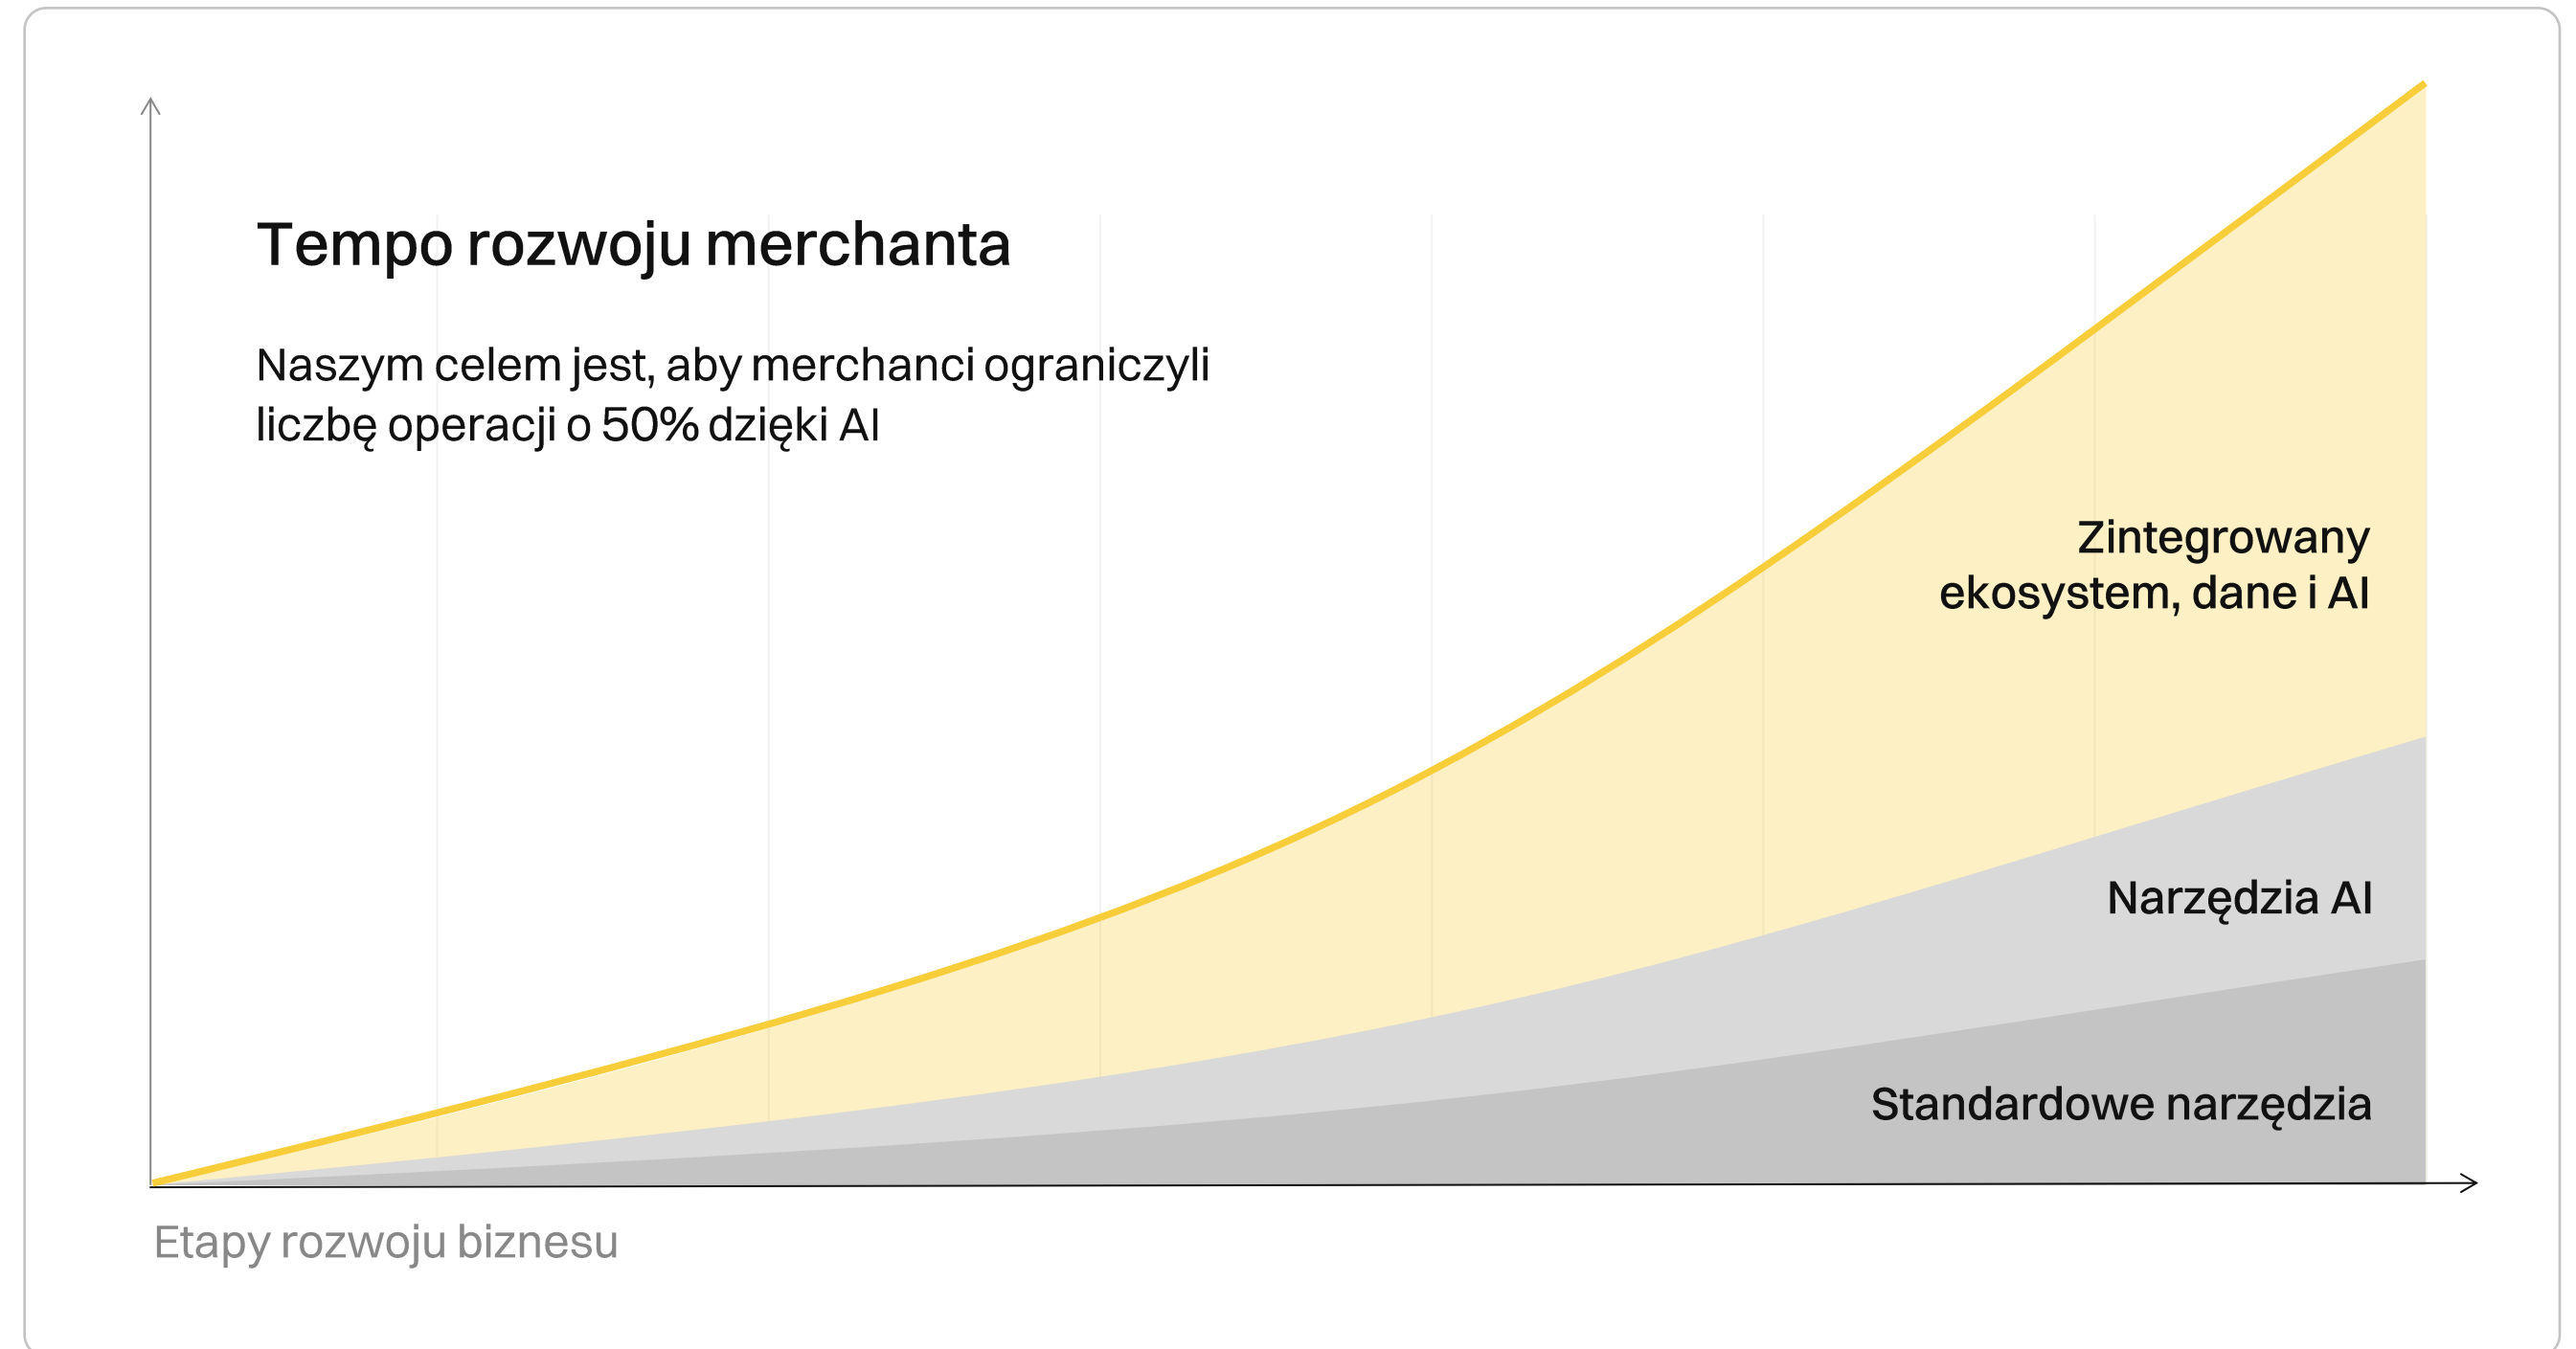 Tempo rozwoju merchanta
Naszym celem jest, aby merchanci ograniczyli
liczbę operacji o 50% dzięki AI
Zintegrowany
ekosystem, dane i AI
Narzędzia AI
Standardowe narzędzia
Etapy rozwoju biznesu